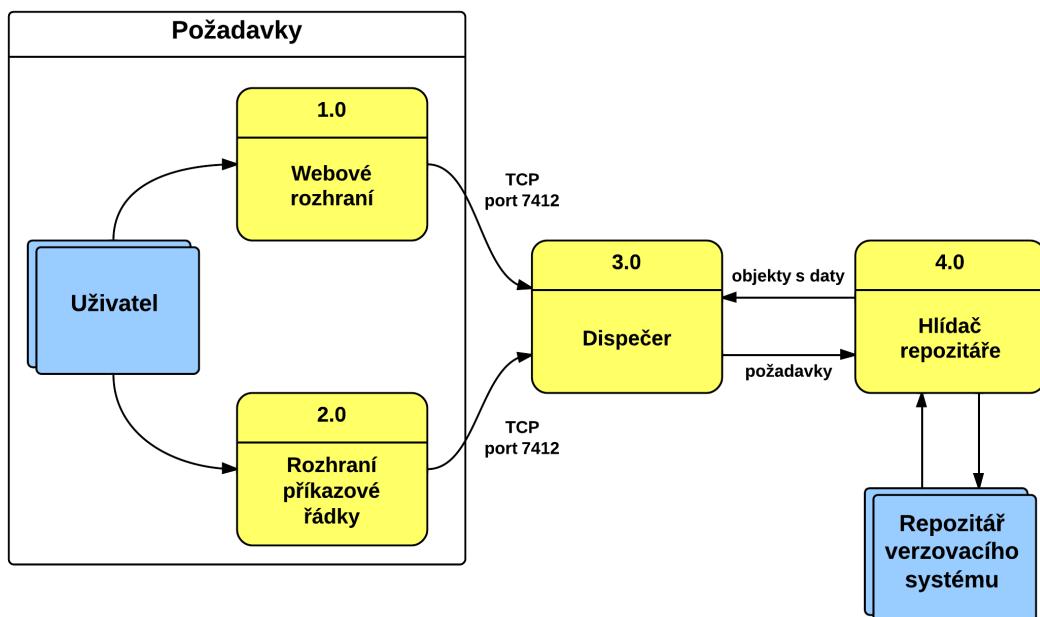 Požadavky
1.0
Webové
rozhraní
TCP
port 7412
Uživatel
3.0
Dispečer
objekty s daty
požadavky
4.0
Hlídač
repozitáře
2.0
Rozhraní
příkazové
řádky
TCP
port 7412
Repozitář
verzovacího
systému